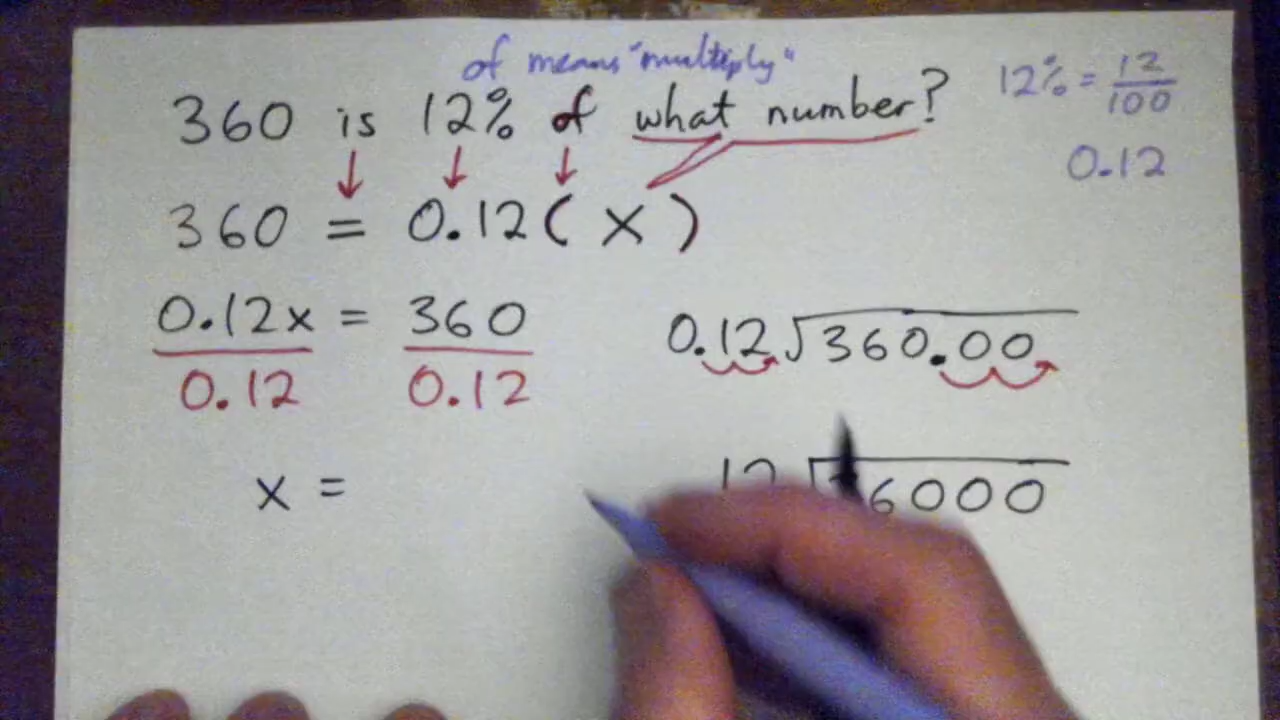 of means "multiply"
360 is 12% of what number?
12% = 12/100
0.12
360 = 0.12( x )
0.12x = 360
0.12 0.12
0.12 360.00
x =
12 6000